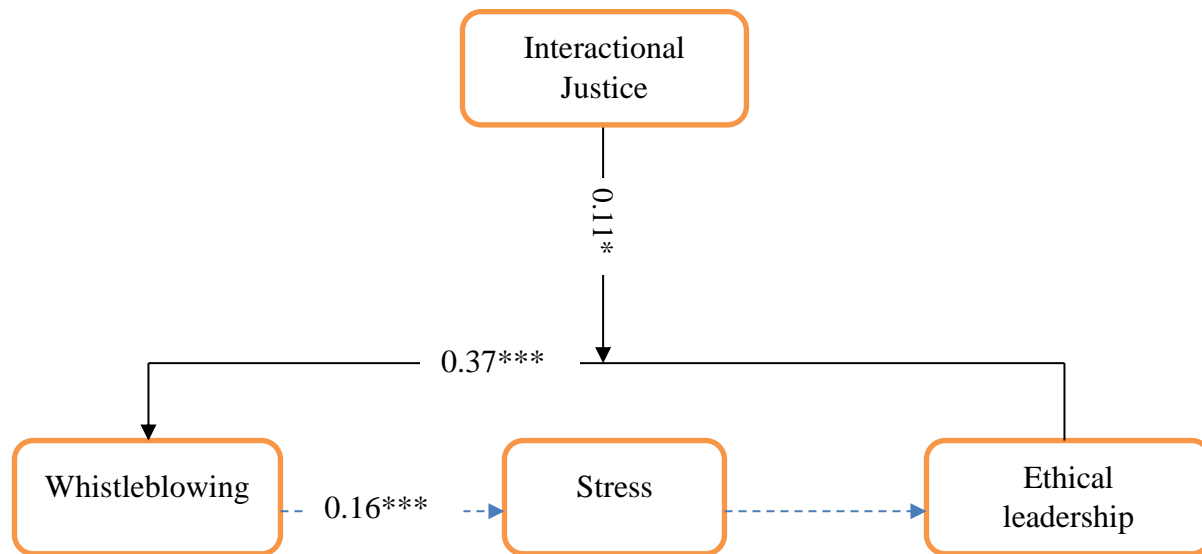 Interactional
Justice
0.11*
0.37***
Whistleblowing
0.16***
Stress
Ethical
leadership